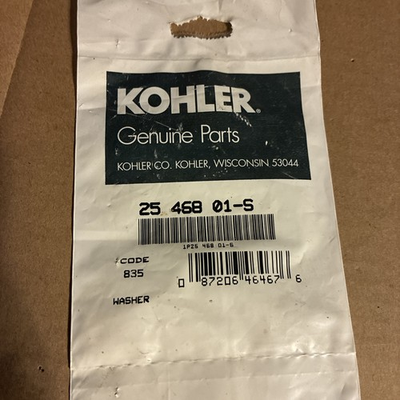 KOHLER®
Genuine Parts
KOHLER CO. KOHLER, WISCONSIN 53044
25 468 01-S
1P25 468 01-S
#CODE
835
0 87206 46467 6
WASHER